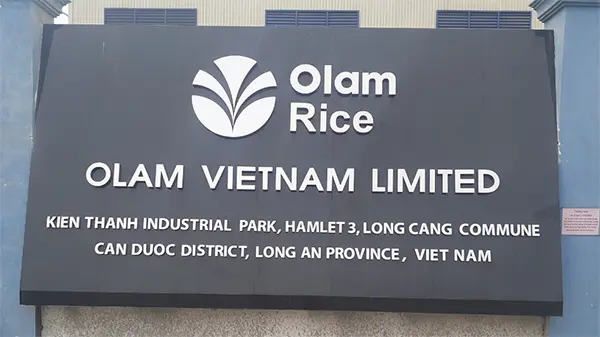 Olam
Rice
OLAM VIETNAM LIMITED
KIEN THANH INDUSTRIAL PARK, HAMLET 3, LONG CANG COMMUNE
CAN DUOC DISTRICT, LONG AN PROVINCE, VIET NAM